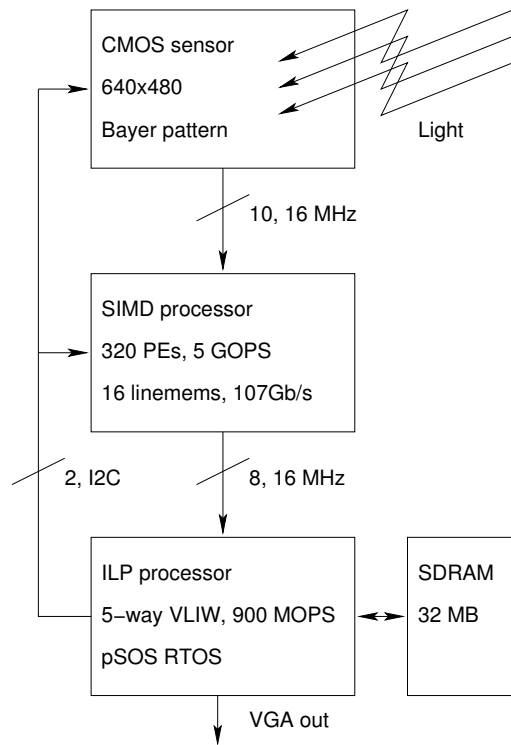 CMOS sensor
640x480
Bayer pattern
Light
10, 16 MHz
SIMD processor
320 PEs, 5 GOPS
16 linemems, 107Gb/s
2, I2C
8, 16 MHz
ILP processor
5−way VLIW, 900 MOPS
pSOS RTOS
SDRAM
32 MB
VGA out